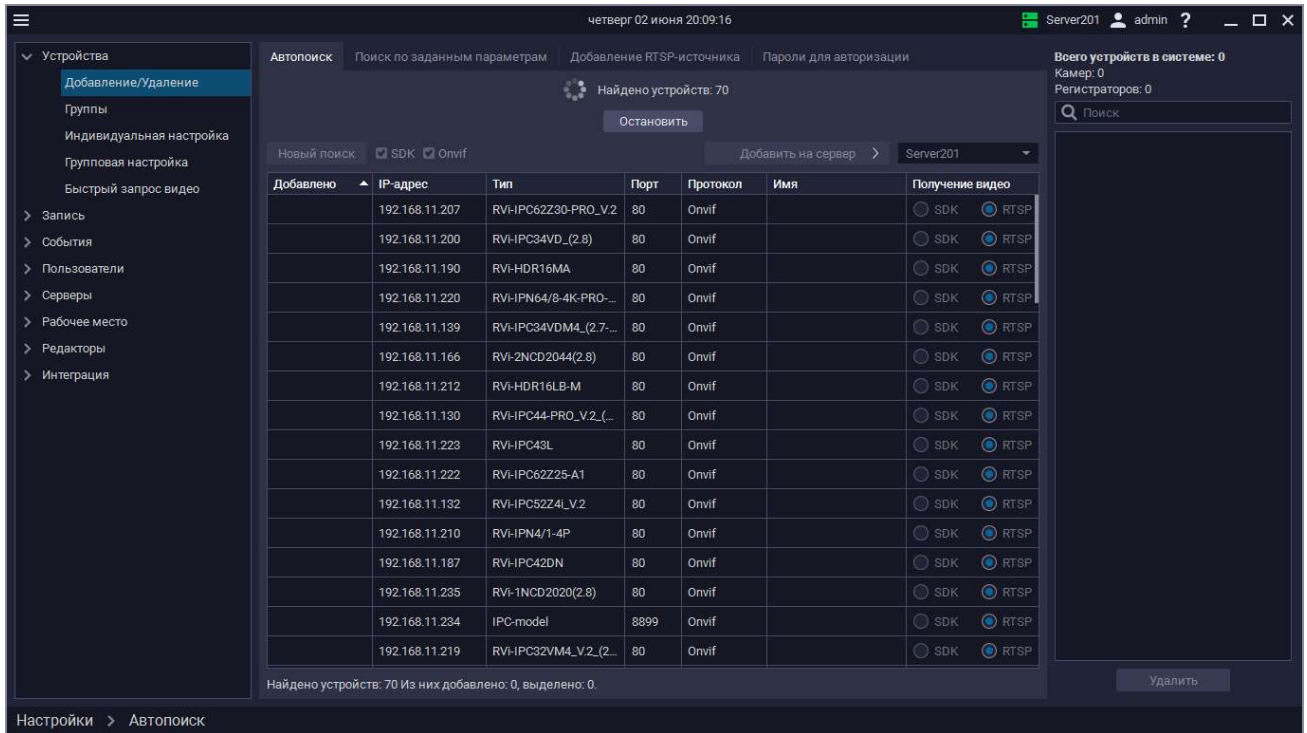 четверг 02 июня 20:09:16
Server201 admin ?
Устройства
Добавление/Удаление
Группы
Индивидуальная настройка
Групповая настройка
Быстрый запрос видео
Запись
События
Пользователи
Серверы
Рабочее место
Редакторы
Интеграция
Автопоиск Поиск по заданным параметрам Добавление RTSP-источника Пароли для авторизации
Найдено устройств: 70
Остановить
Новый поиск SDK Onvif Добавить на сервер Server201
Добавлено IP-адрес Тип Порт Протокол Имя Получение видео
192.168.11.207 RVi-IPC62Z30-PRO_V.2 80 Onvif SDK RTSP
192.168.11.200 RVi-IPC34VD_(2.8) 80 Onvif SDK RTSP
192.168.11.190 RVi-HDR16MA 80 Onvif SDK RTSP
192.168.11.220 RVi-IPN64/8-4K-PRO-... 80 Onvif SDK RTSP
192.168.11.139 RVi-IPC34VDM4_(2.7-... 80 Onvif SDK RTSP
192.168.11.166 RVi-2NCD2044(2.8) 80 Onvif SDK RTSP
192.168.11.212 RVi-HDR16LB-M 80 Onvif SDK RTSP
192.168.11.130 RVi-IPC44-PRO_V.2_(... 80 Onvif SDK RTSP
192.168.11.223 RVi-IPC43L 80 Onvif SDK RTSP
192.168.11.222 RVi-IPC62Z25-A1 80 Onvif SDK RTSP
192.168.11.132 RVi-IPC52Z4i_V.2 80 Onvif SDK RTSP
192.168.11.210 RVi-IPN4/1-4P 80 Onvif SDK RTSP
192.168.11.187 RVi-IPC42DN 80 Onvif SDK RTSP
192.168.11.235 RVi-1NCD2020(2.8) 80 Onvif SDK RTSP
192.168.11.234 IPC-model 8899 Onvif SDK RTSP
192.168.11.219 RVi-IPC32VM4_V.2_(2... 80 Onvif SDK RTSP
Найдено устройств: 70 Из них добавлено: 0, выделено: 0.
Всего устройств в системе: 0
Камер: 0
Регистраторов: 0
Поиск
Удалить
Настройки > Автопоиск